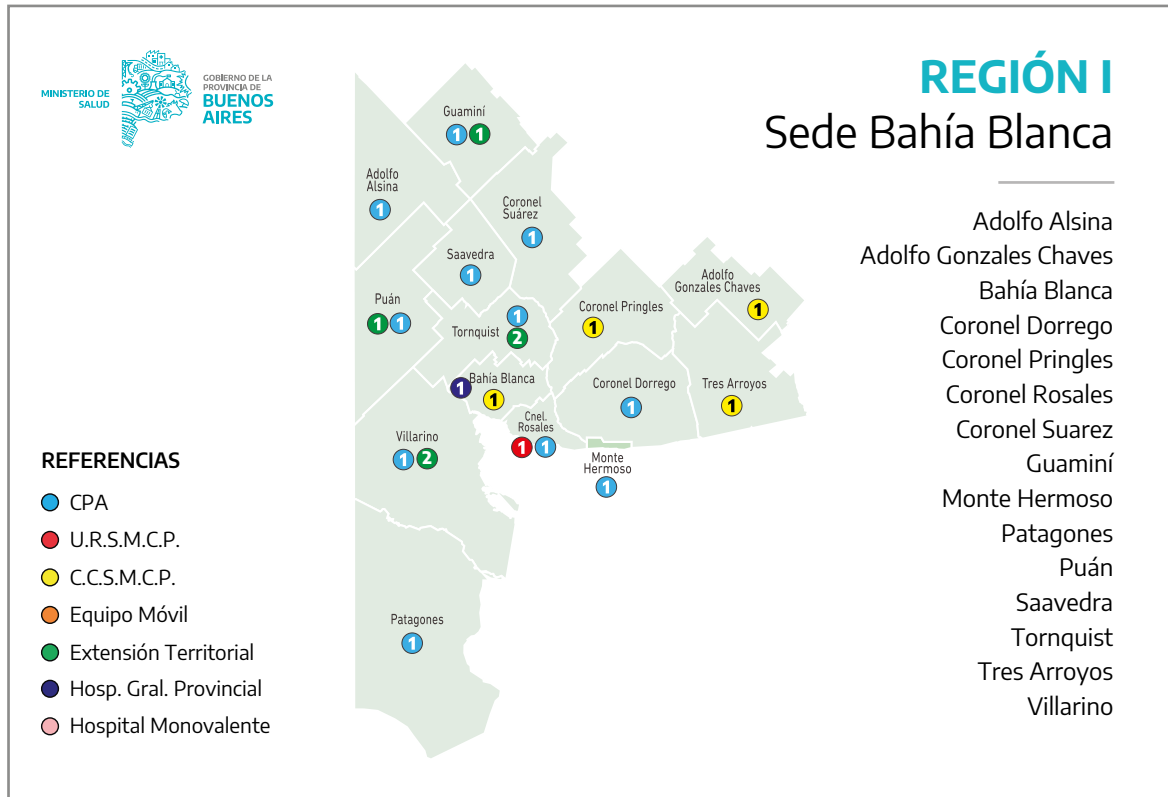 MINISTERIO DE
SALUD
GOBIERNO DE LA
PROVINCIA DE
BUENOS
AIRES
REGIÓN I
Sede Bahía Blanca
Adolfo Alsina
Adolfo Gonzales Chaves
Bahía Blanca
Coronel Dorrego
Coronel Pringles
Coronel Rosales
Coronel Suarez
Guaminí
Monte Hermoso
Patagones
Puán
Saavedra
Tornquist
Tres Arroyos
Villarino
Guaminí
1 1
Adolfo
Alsina
1
Coronel
Suárez
1
Saavedra
1
Adolfo
Gonzales Chaves
1
Puán
1 1
Coronel Pringles
1
Tornquist
1
2
Bahía Blanca
1
1
Coronel Dorrego
1
Tres Arroyos
1
Cnel.
Rosales
1 1
Villarino
1 2
Monte
Hermoso
1
Patagones
1
REFERENCIAS
CPA
U.R.S.M.C.P.
C.C.S.M.C.P.
Equipo Móvil
Extensión Territorial
Hosp. Gral. Provincial
Hospital Monovalente